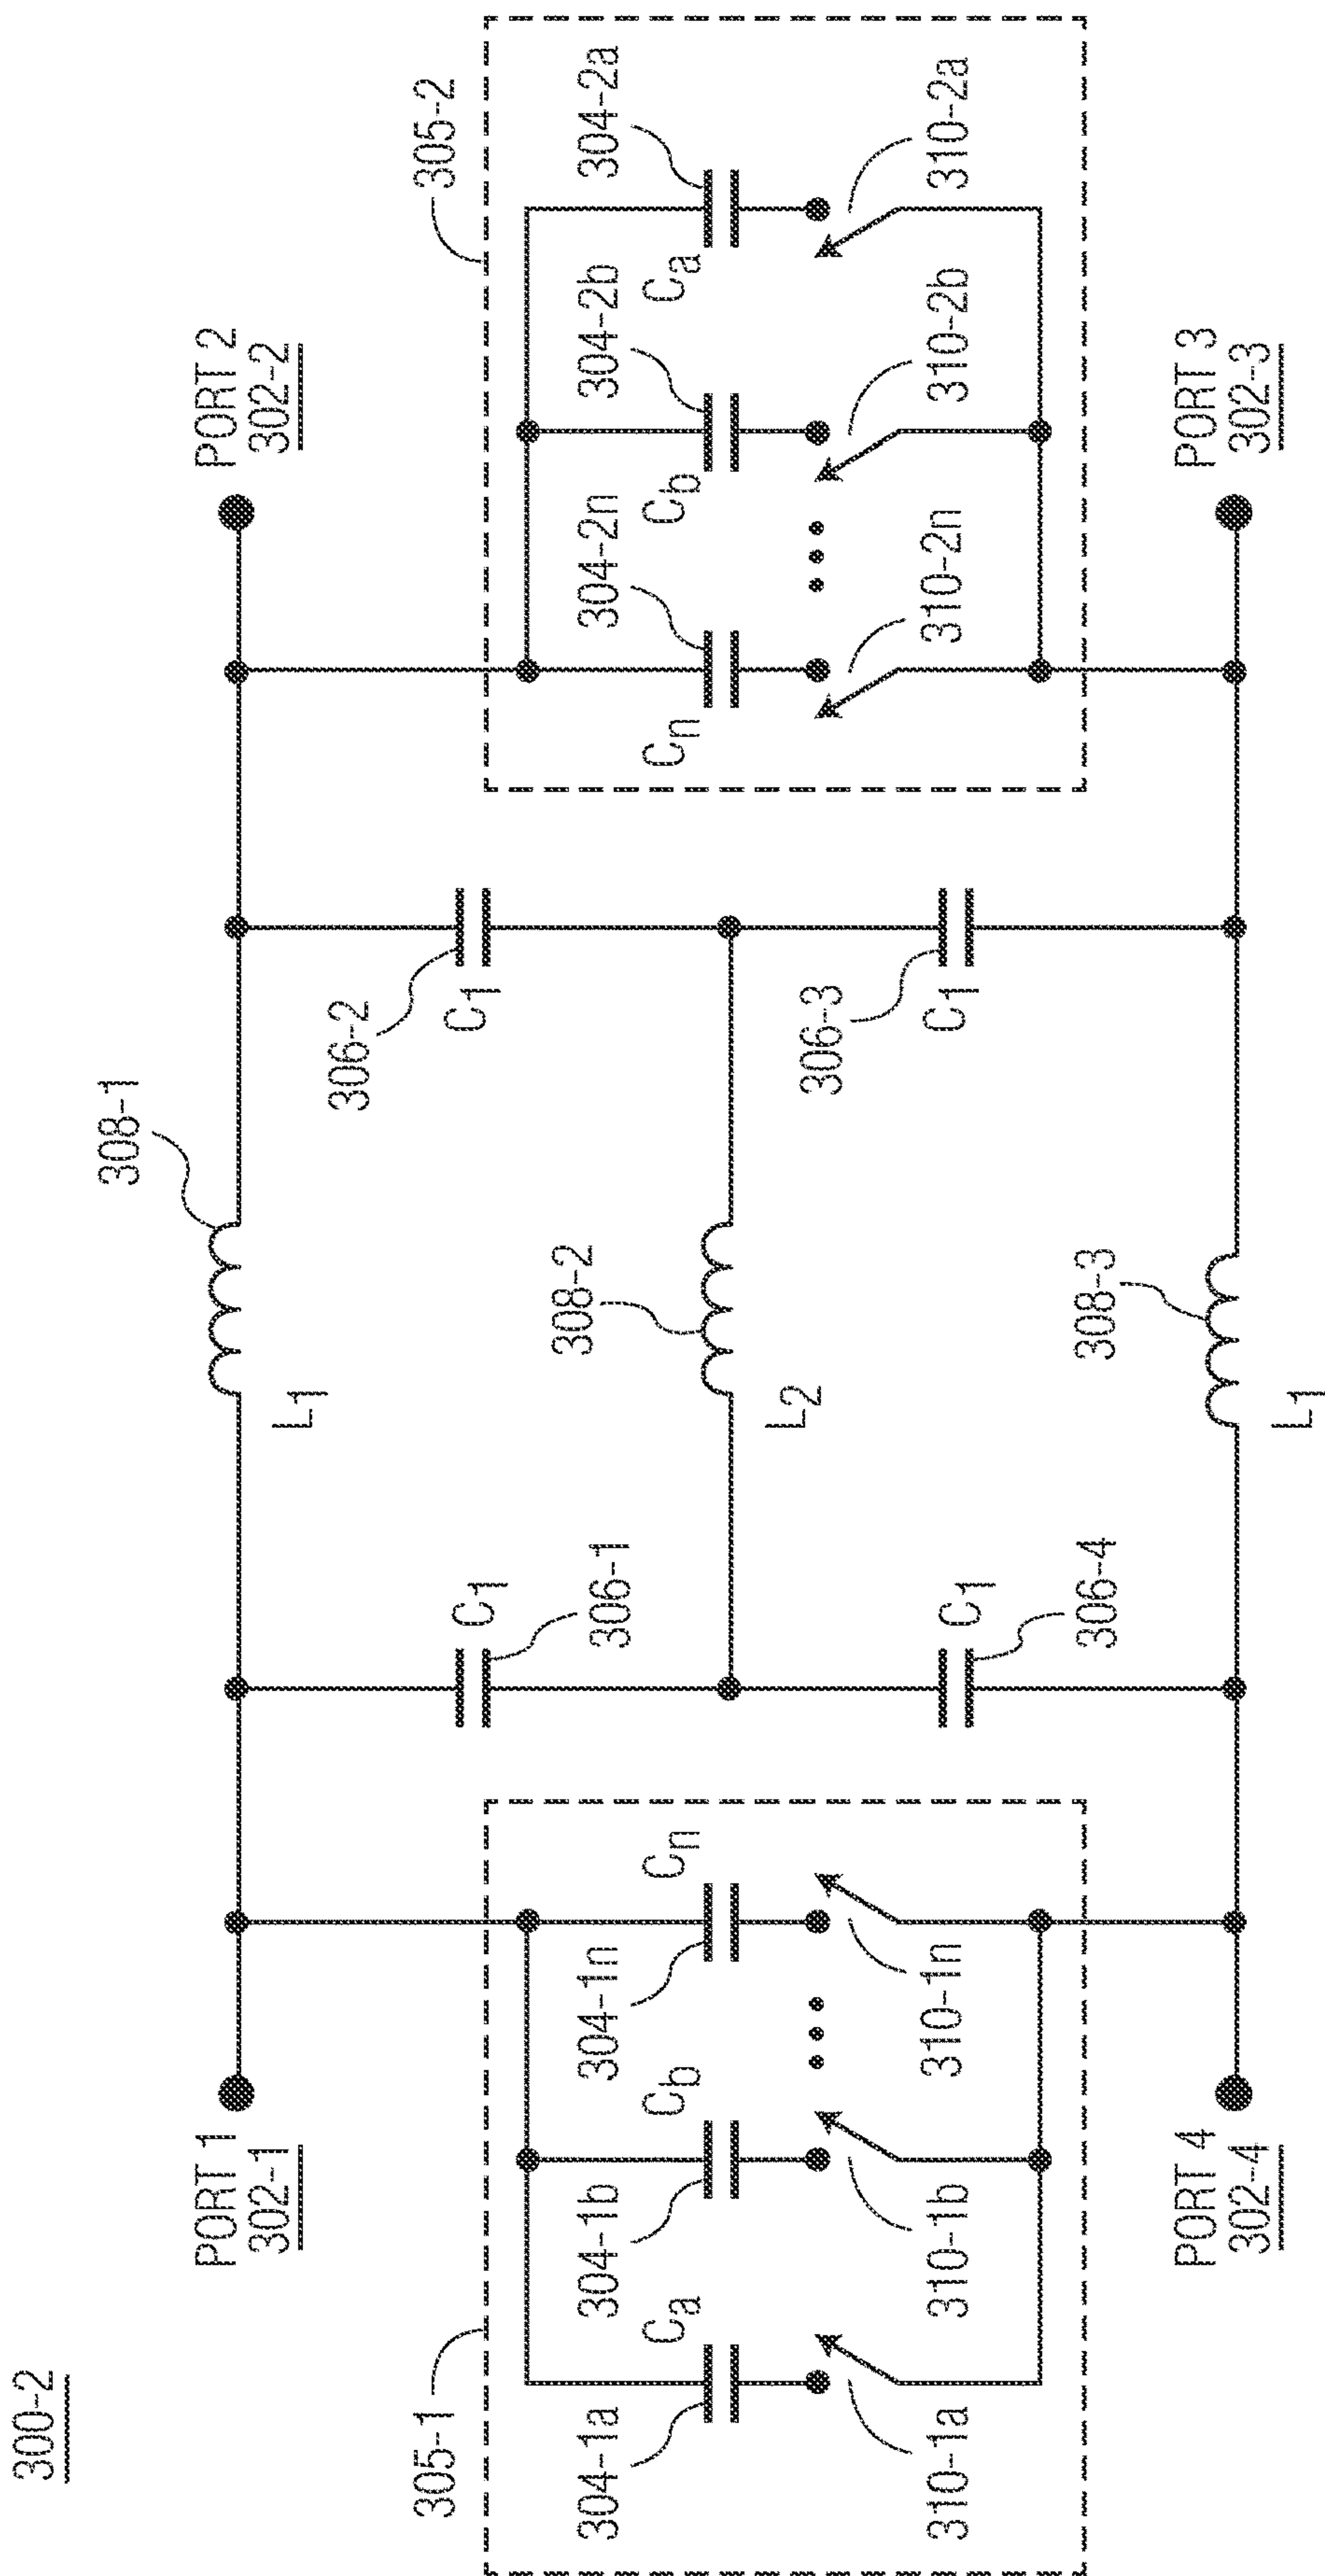 300-2
PORT 1
302-1
PORT 2
302-2
308-1
L1
305-1
305-2
306-1
C1
306-2
C1
304-1a
Ca
304-1b
Cb
304-1n
Cn
304-2n
Cn
304-2b
Cb
304-2a
Ca
308-2
L2
310-1a
310-1b
310-1n
310-2n
310-2b
310-2a
306-4
C1
306-3
C1
308-3
L1
PORT 4
302-4
PORT 3
302-3